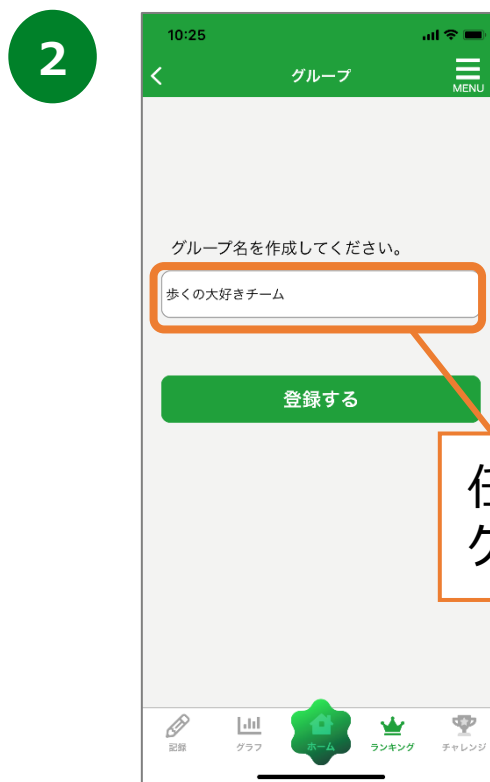 2
10:25
グループ
MENU
グループ名を作成してください。
歩くの大好きチーム
登録する
記録
グラフ
ホーム
ランキング
チャレンジ